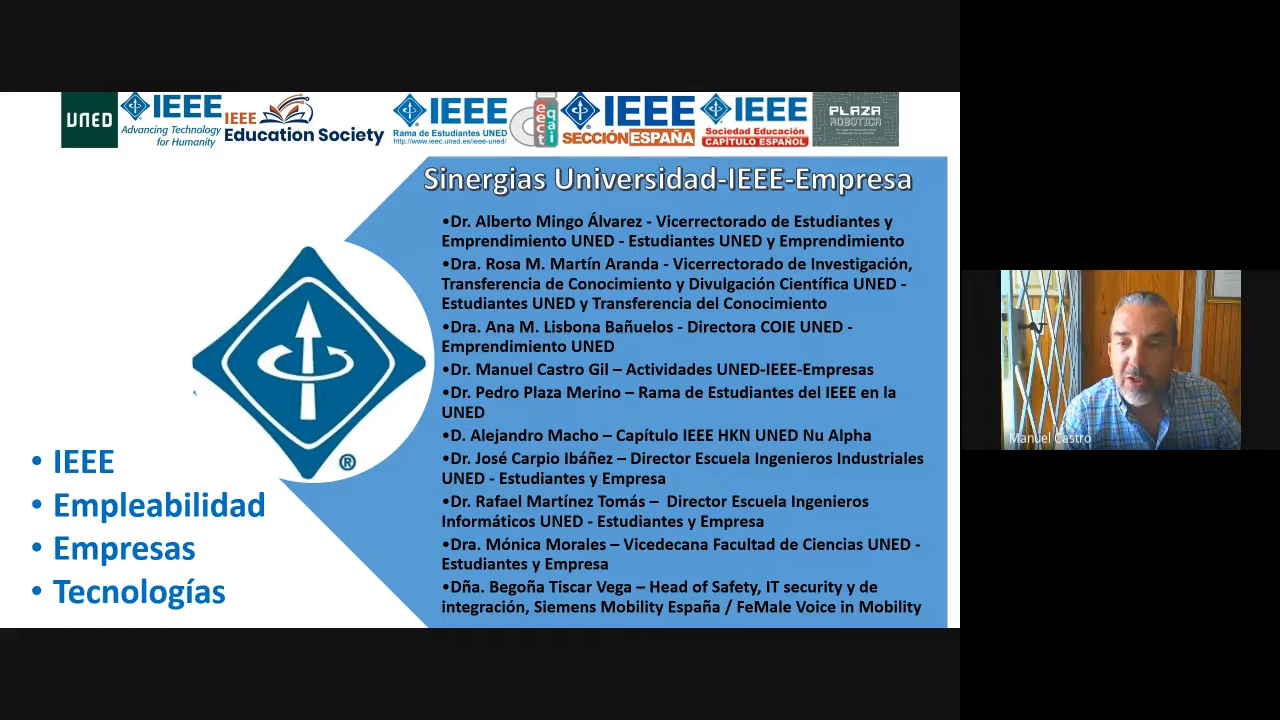 UNED
IEEE
Advancing Technology
for Humanity
IEEE
Education Society
IEEE
Rama de Estudiantes UNED
http://www.ieec.uned.es/ieee-uned/
IEEE
SECCIÓN ESPAÑA
IEEE
Sociedad Educación
CAPÍTULO ESPAÑOL
PLAZA
ROBOTICA
Sinergias Universidad-IEEE-Empresa
•Dr. Alberto Mingo Álvarez - Vicerrectorado de Estudiantes y
Emprendimiento UNED - Estudiantes UNED y Emprendimiento
•Dra. Rosa M. Martín Aranda - Vicerrectorado de Investigación,
Transferencia de Conocimiento y Divulgación Científica UNED -
Estudiantes UNED y Transferencia del Conocimiento
•Dra. Ana M. Lisbona Bañuelos - Directora COIE UNED -
Emprendimiento UNED
•Dr. Manuel Castro Gil – Actividades UNED-IEEE-Empresas
•Dr. Pedro Plaza Merino – Rama de Estudiantes del IEEE en la
UNED
•D. Alejandro Macho – Capítulo IEEE HKN UNED Nu Alpha
•Dr. José Carpio Ibáñez – Director Escuela Ingenieros Industriales
UNED - Estudiantes y Empresa
•Dr. Rafael Martínez Tomás – Director Escuela Ingenieros
Informáticos UNED - Estudiantes y Empresa
•Dra. Mónica Morales – Vicedecana Facultad de Ciencias UNED -
Estudiantes y Empresa
•Dña. Begoña Tiscar Vega – Head of Safety, IT security y de
integración, Siemens Mobility España / FeMale Voice in Mobility
®
• IEEE
• Empleabilidad
• Empresas
• Tecnologías
Manuel Castro